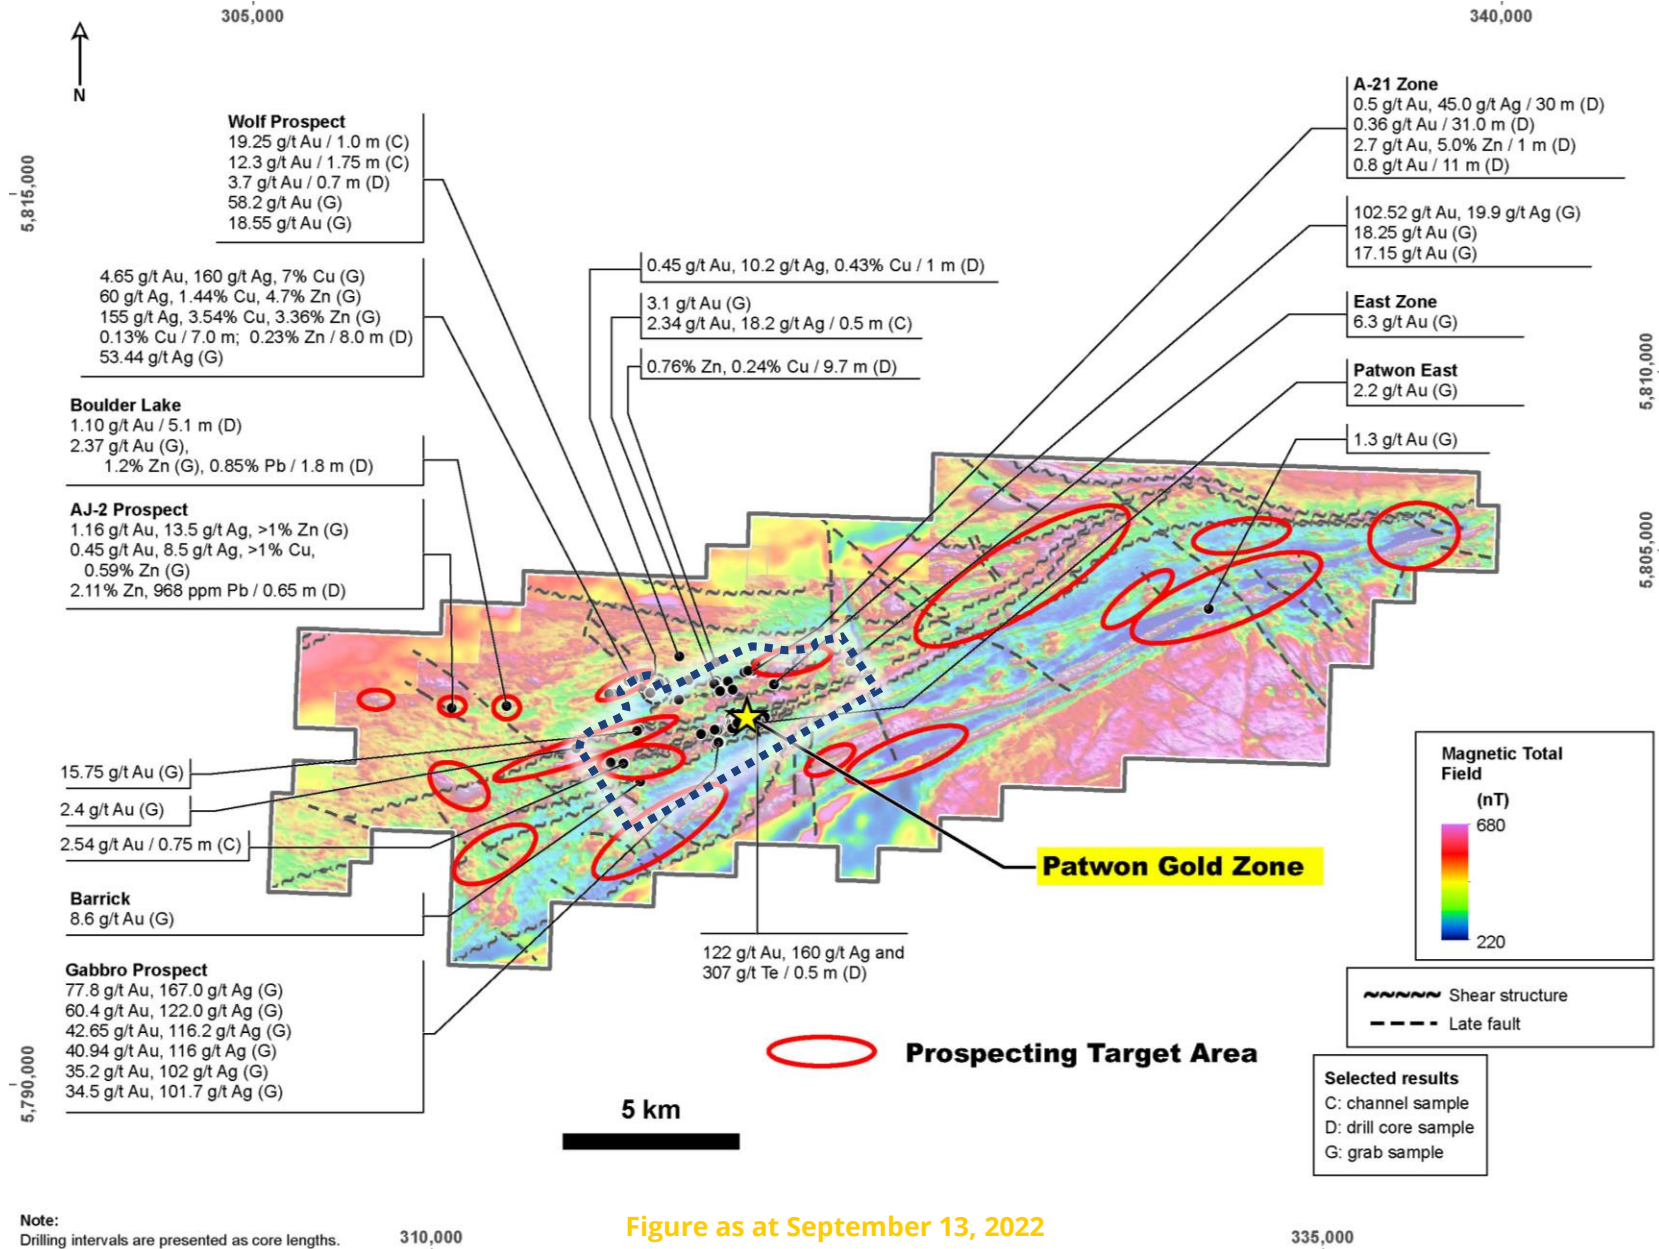 305,000
340,000
N
5,815,000
5,810,000
5,805,000
5,790,000
Wolf Prospect
19.25 g/t Au / 1.0 m (C)
12.3 g/t Au / 1.75 m (C)
3.7 g/t Au / 0.7 m (D)
58.2 g/t Au (G)
18.55 g/t Au (G)
4.65 g/t Au, 160 g/t Ag, 7% Cu (G)
60 g/t Ag, 1.44% Cu, 4.7% Zn (G)
155 g/t Ag, 3.54% Cu, 3.36% Zn (G)
0.13% Cu / 7.0 m; 0.23% Zn / 8.0 m (D)
53.44 g/t Ag (G)
Boulder Lake
1.10 g/t Au / 5.1 m (D)
2.37 g/t Au (G),
1.2% Zn (G), 0.85% Pb / 1.8 m (D)
AJ-2 Prospect
1.16 g/t Au, 13.5 g/t Ag, >1% Zn (G)
0.45 g/t Au, 8.5 g/t Ag, >1% Cu,
0.59% Zn (G)
2.11% Zn, 968 ppm Pb / 0.65 m (D)
0.45 g/t Au, 10.2 g/t Ag, 0.43% Cu / 1 m (D)
3.1 g/t Au (G)
2.34 g/t Au, 18.2 g/t Ag / 0.5 m (C)
0.76% Zn, 0.24% Cu / 9.7 m (D)
A-21 Zone
0.5 g/t Au, 45.0 g/t Ag / 30 m (D)
0.36 g/t Au / 31.0 m (D)
2.7 g/t Au, 5.0% Zn / 1 m (D)
0.8 g/t Au / 11 m (D)
102.52 g/t Au, 19.9 g/t Ag (G)
18.25 g/t Au (G)
17.15 g/t Au (G)
East Zone
6.3 g/t Au (G)
Patwon East
2.2 g/t Au (G)
1.3 g/t Au (G)
15.75 g/t Au (G)
2.4 g/t Au (G)
2.54 g/t Au / 0.75 m (C)
Barrick
8.6 g/t Au (G)
Gabbro Prospect
77.8 g/t Au, 167.0 g/t Ag (G)
60.4 g/t Au, 122.0 g/t Ag (G)
42.65 g/t Au, 116.2 g/t Ag (G)
40.94 g/t Au, 116 g/t Ag (G)
35.2 g/t Au, 102 g/t Ag (G)
34.5 g/t Au, 101.7 g/t Ag (G)
Patwon Gold Zone
122 g/t Au, 160 g/t Ag and
307 g/t Te / 0.5 m (D)
Magnetic Total
Field
(nT)
680
220
Shear structure
Late fault
Prospecting Target Area
Selected results
C: channel sample
D: drill core sample
G: grab sample
5 km
Note:
Drilling intervals are presented as core lengths.
310,000
Figure as at September 13, 2022
335,000